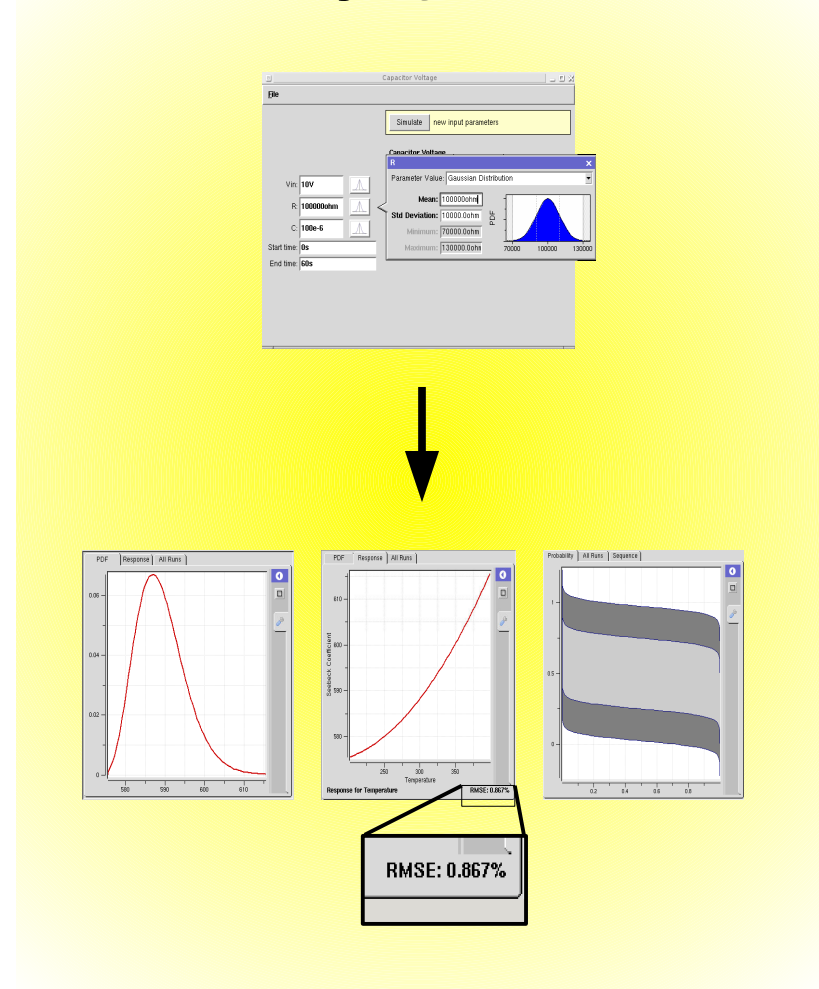 Capacitor Voltage
File
Simulate new input parameters
Capacitor Voltage
R
Parameter Value: Gaussian Distribution
Vin: 10V
R: 100000ohm
C: 100e-6
Start time: 0s
End time: 60s
Mean: 100000ohm
Std Deviation: 10000.0ohm
Minimum: 70000.0ohm
Maximum: 130000.0ohm
PDF
70000 100000 130000
PDF Response All Runs
0.06
0.04
0.02
0
580 590 600 610
PDF Response All Runs
Seebeck Coefficient
610
600
590
580
250 300 350
Temperature
Response for Temperature RMSE: 0.867%
Probability All Runs Sequence
1
0.5
0
0.2 0.4 0.6 0.8
RMSE: 0.867%